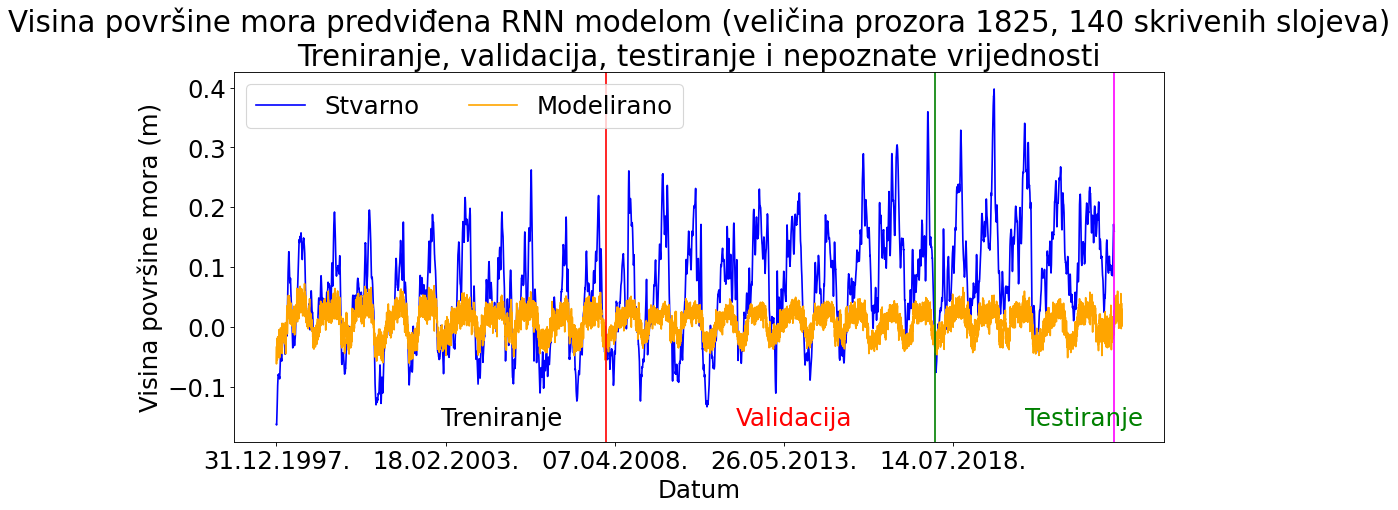 Visina površine mora predviđena RNN modelom (veličina prozora 1825, 140 skrivenih slojeva)
Treniranje, validacija, testiranje i nepoznate vrijednosti
Stvarno Modelirano
Visina površine mora (m)
0.4
0.3
0.2
0.1
0.0
−0.1
Treniranje Validacija Testiranje
31.12.1997. 18.02.2003. 07.04.2008. 26.05.2013. 14.07.2018.
Datum